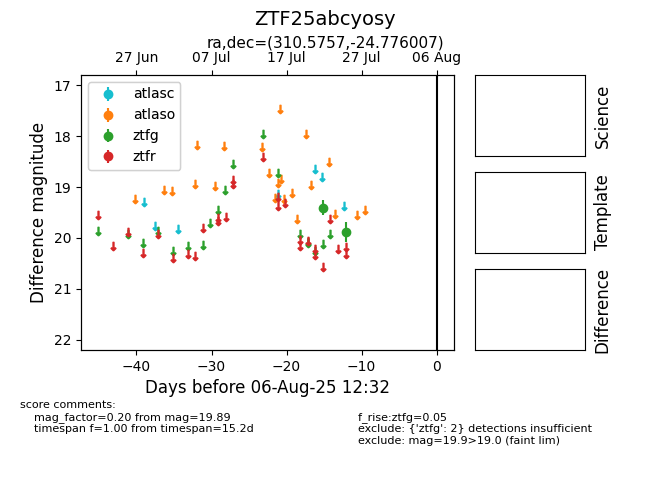 ZTF25abcyosy
ra,dec=(310.5757,-24.776007)
27 Jun 07 Jul 17 Jul 27 Jul 06 Aug
17
18
19
20
21
22
Difference magnitude
atlasc
atlaso
ztfg
ztfr
−40 −30 −20 −10 0
Days before 06-Aug-25 12:32
Science
Template
Difference
score comments:
mag_factor=0.20 from mag=19.89
timespan f=1.00 from timespan=15.2d
f_rise:ztfg=0.05
exclude: {'ztfg': 2} detections insufficient
exclude: mag=19.9>19.0 (faint lim)